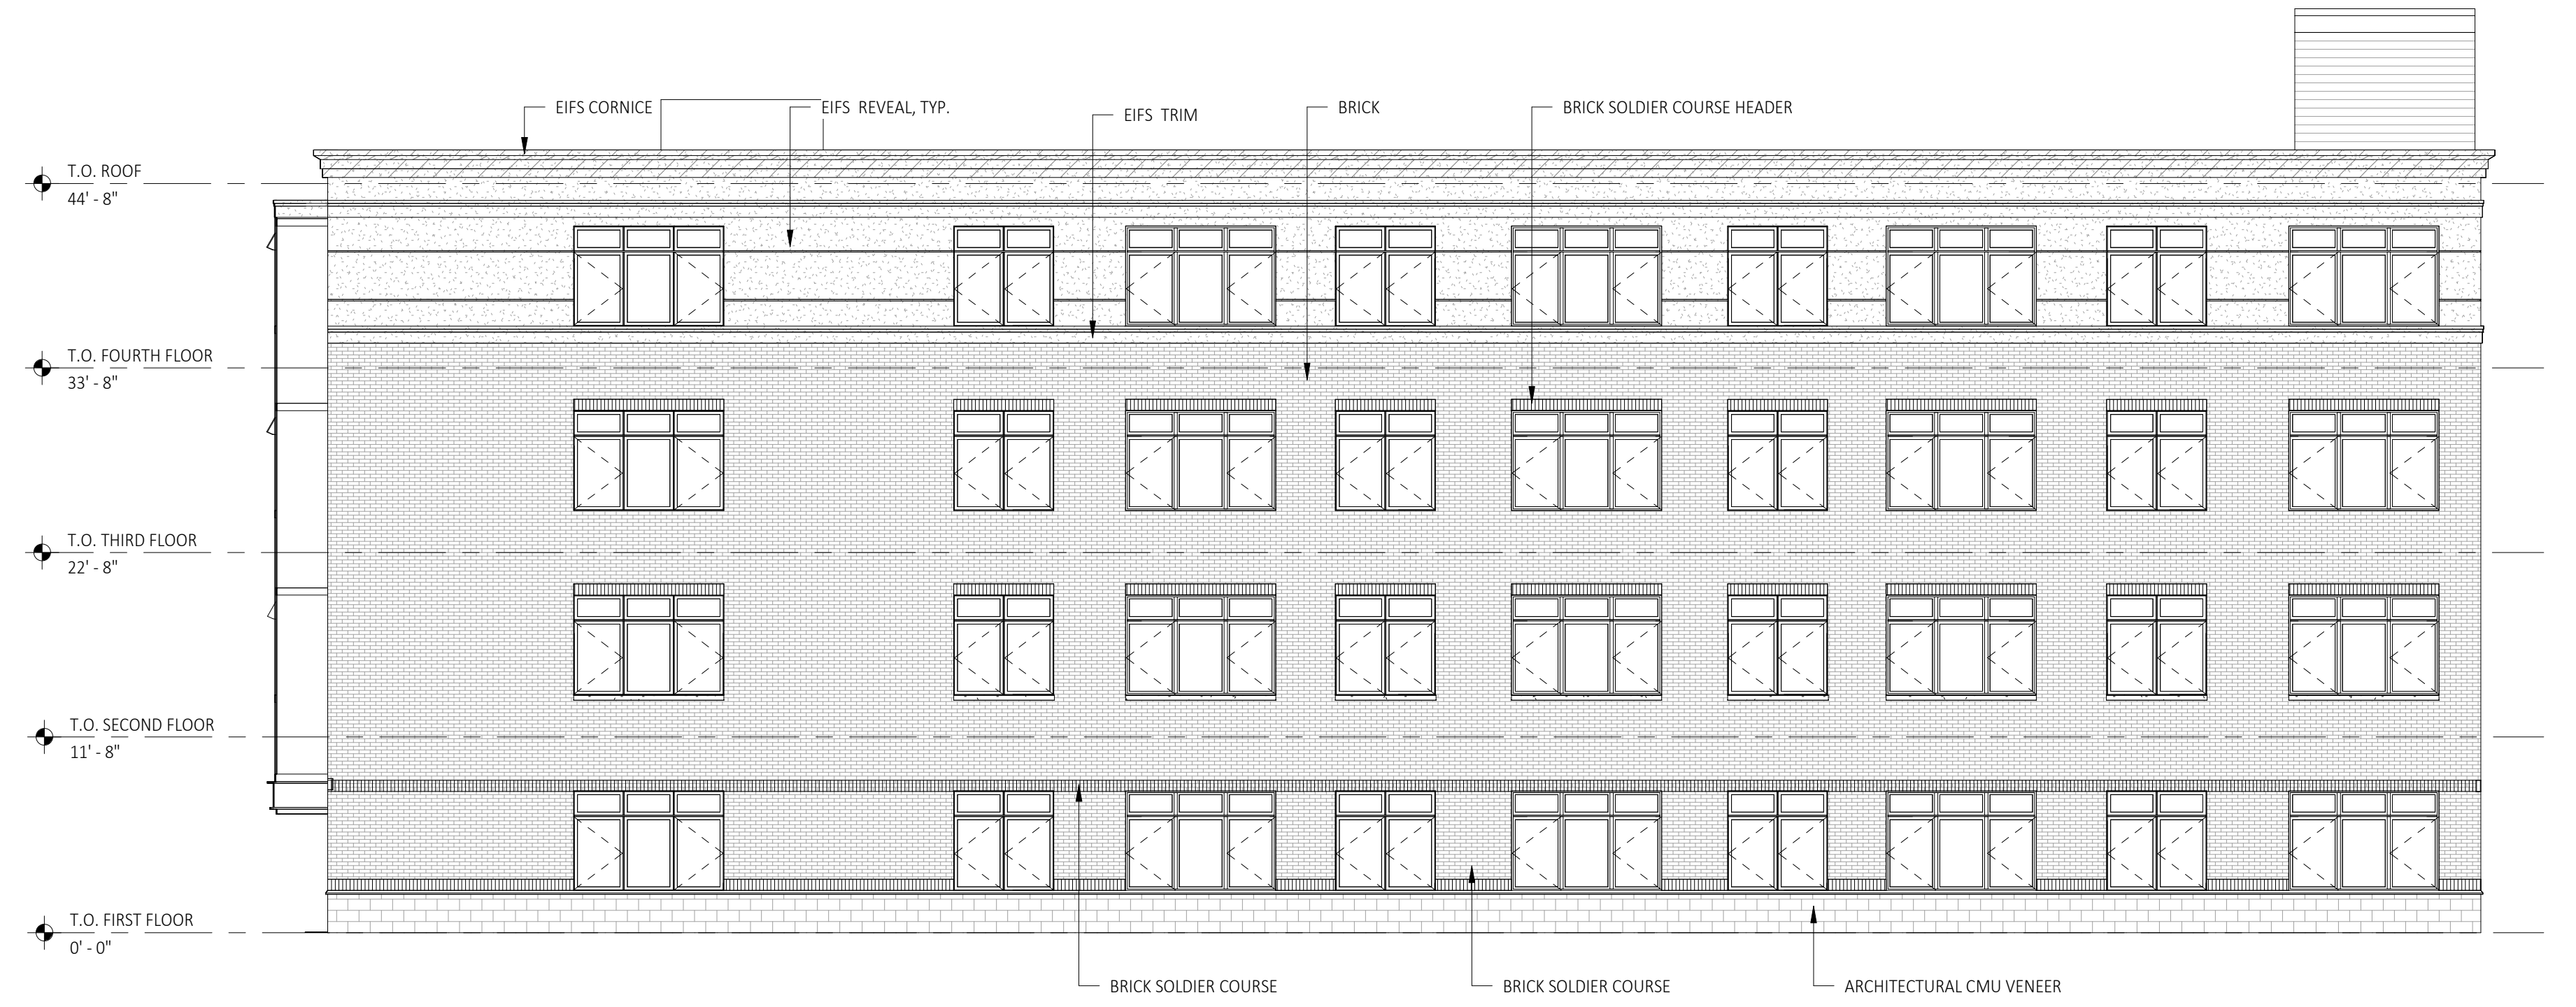 EIFS CORNICE
EIFS REVEAL, TYP.
EIFS TRIM
BRICK
BRICK SOLDIER COURSE HEADER
T.O. ROOF
44' - 8"
T.O. FOURTH FLOOR
33' - 8"
T.O. THIRD FLOOR
22' - 8"
T.O. SECOND FLOOR
11' - 8"
T.O. FIRST FLOOR
0' - 0"
BRICK SOLDIER COURSE
BRICK SOLDIER COURSE
ARCHITECTURAL CMU VENEER